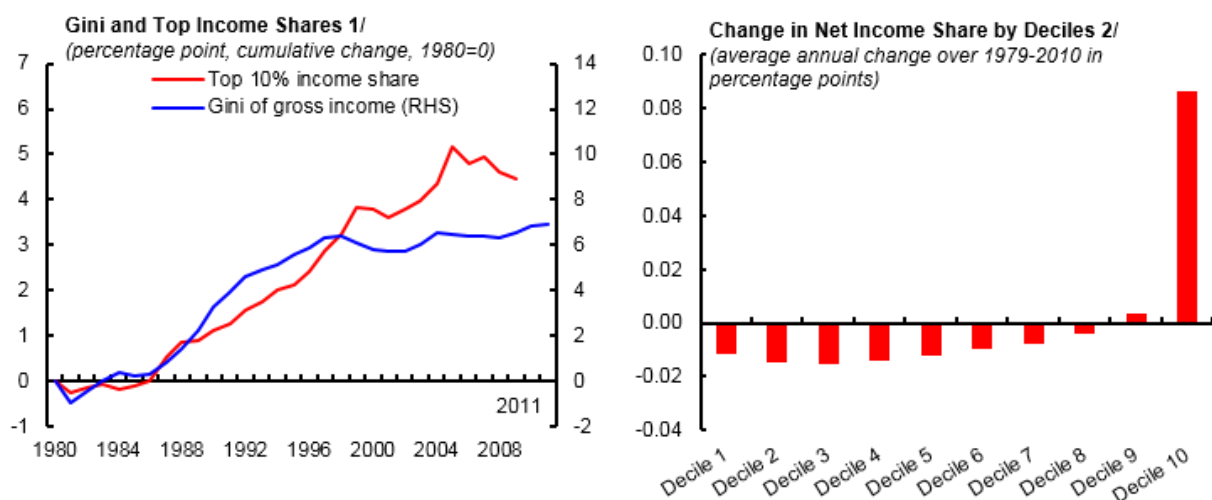 Gini and Top Income Shares 1/
(percentage point, cumulative change, 1980=0)
Top 10% income share
Gini of gross income (RHS)
7
6
5
4
3
2
1
0
-1
14
12
10
8
6
4
2
0
-2
2011
1980 1984 1988 1992 1996 2000 2004 2008
Change in Net Income Share by Deciles 2/
(average annual change over 1979-2010 in
percentage points)
0.10
0.08
0.06
0.04
0.02
0.00
-0.02
-0.04
Decile 1
Decile 2
Decile 3
Decile 4
Decile 5
Decile 6
Decile 7
Decile 8
Decile 9
Decile 10